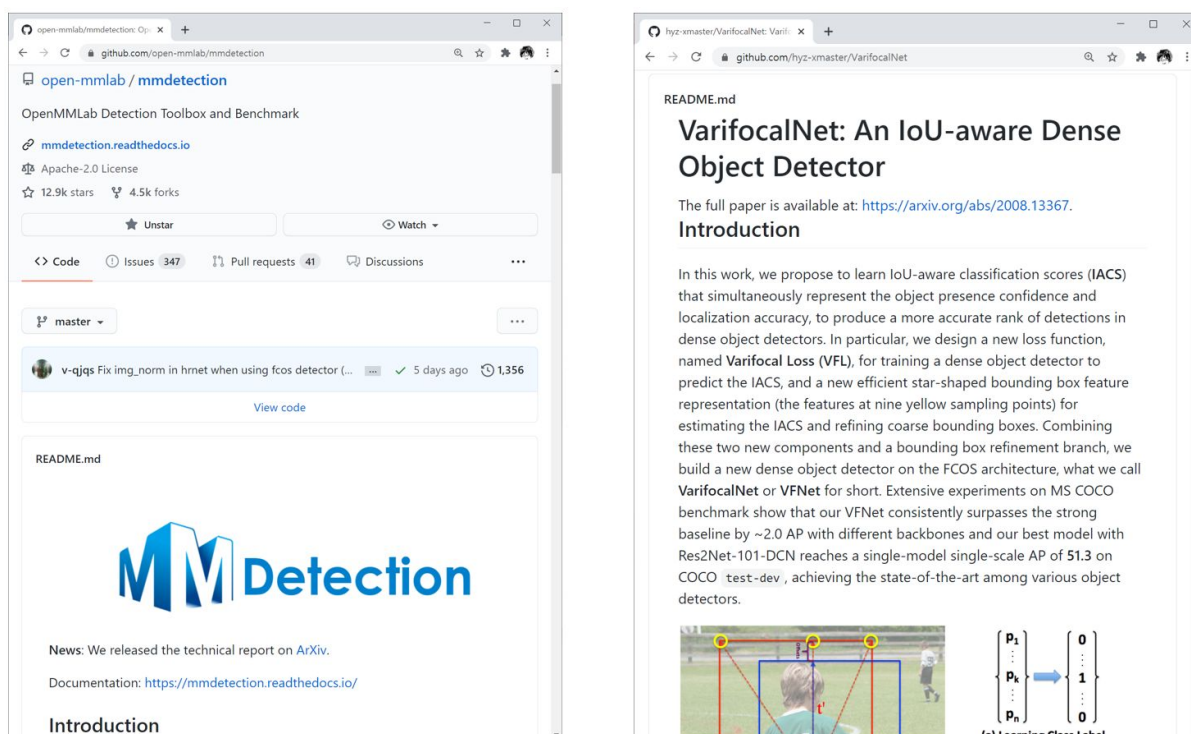 open-mmlab/mmdetection: Op
github.com/open-mmlab/mmdetection
open-mmlab / mmdetection
OpenMMLab Detection Toolbox and Benchmark
mmdetection.readthedocs.io
Apache-2.0 License
12.9k stars 4.5k forks
Unstar Watch
Code Issues 347 Pull requests 41 Discussions
master
v-qjqs Fix img_norm in hrnet when using fcos detector (... 5 days ago 1,356
View code
README.md
MMDetection
News: We released the technical report on ArXiv.
Documentation: https://mmdetection.readthedocs.io/
Introduction
hyz-xmaster/VarifocalNet: Varif
github.com/hyz-xmaster/VarifocalNet
README.md
VarifocalNet: An IoU-aware Dense
Object Detector
The full paper is available at: https://arxiv.org/abs/2008.13367.
Introduction
In this work, we propose to learn IoU-aware classification scores (IACS)
that simultaneously represent the object presence confidence and
localization accuracy, to produce a more accurate rank of detections in
dense object detectors. In particular, we design a new loss function,
named Varifocal Loss (VFL), for training a dense object detector to
predict the IACS, and a new efficient star-shaped bounding box feature
representation (the features at nine yellow sampling points) for
estimating the IACS and refining coarse bounding boxes. Combining
these two new components and a bounding box refinement branch, we
build a new dense object detector on the FCOS architecture, what we call
VarifocalNet or VFNet for short. Extensive experiments on MS COCO
benchmark show that our VFNet consistently surpasses the strong
baseline by ~2.0 AP with different backbones and our best model with
Res2Net-101-DCN reaches a single-model single-scale AP of 51.3 on
COCO test-dev , achieving the state-of-the-art among various object
detectors.
t'
p1 0
⋮ ⋮
pk 1
⋮ ⋮
pn 0
(a) Learning Class Label